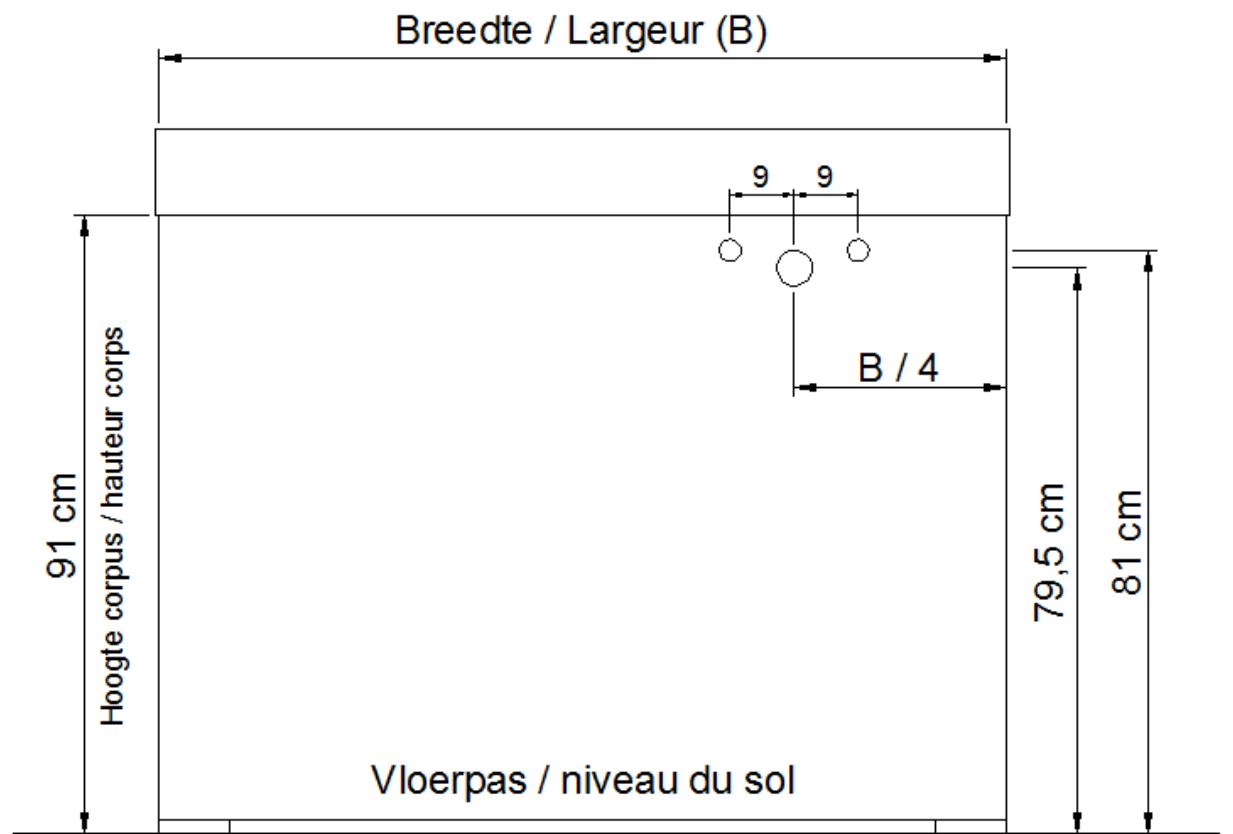 Breedte / Largeur (B)
9
9
B / 4
91 cm
Hoogte corpus / hauteur corps
79,5 cm
81 cm
Vloerpas / niveau du sol